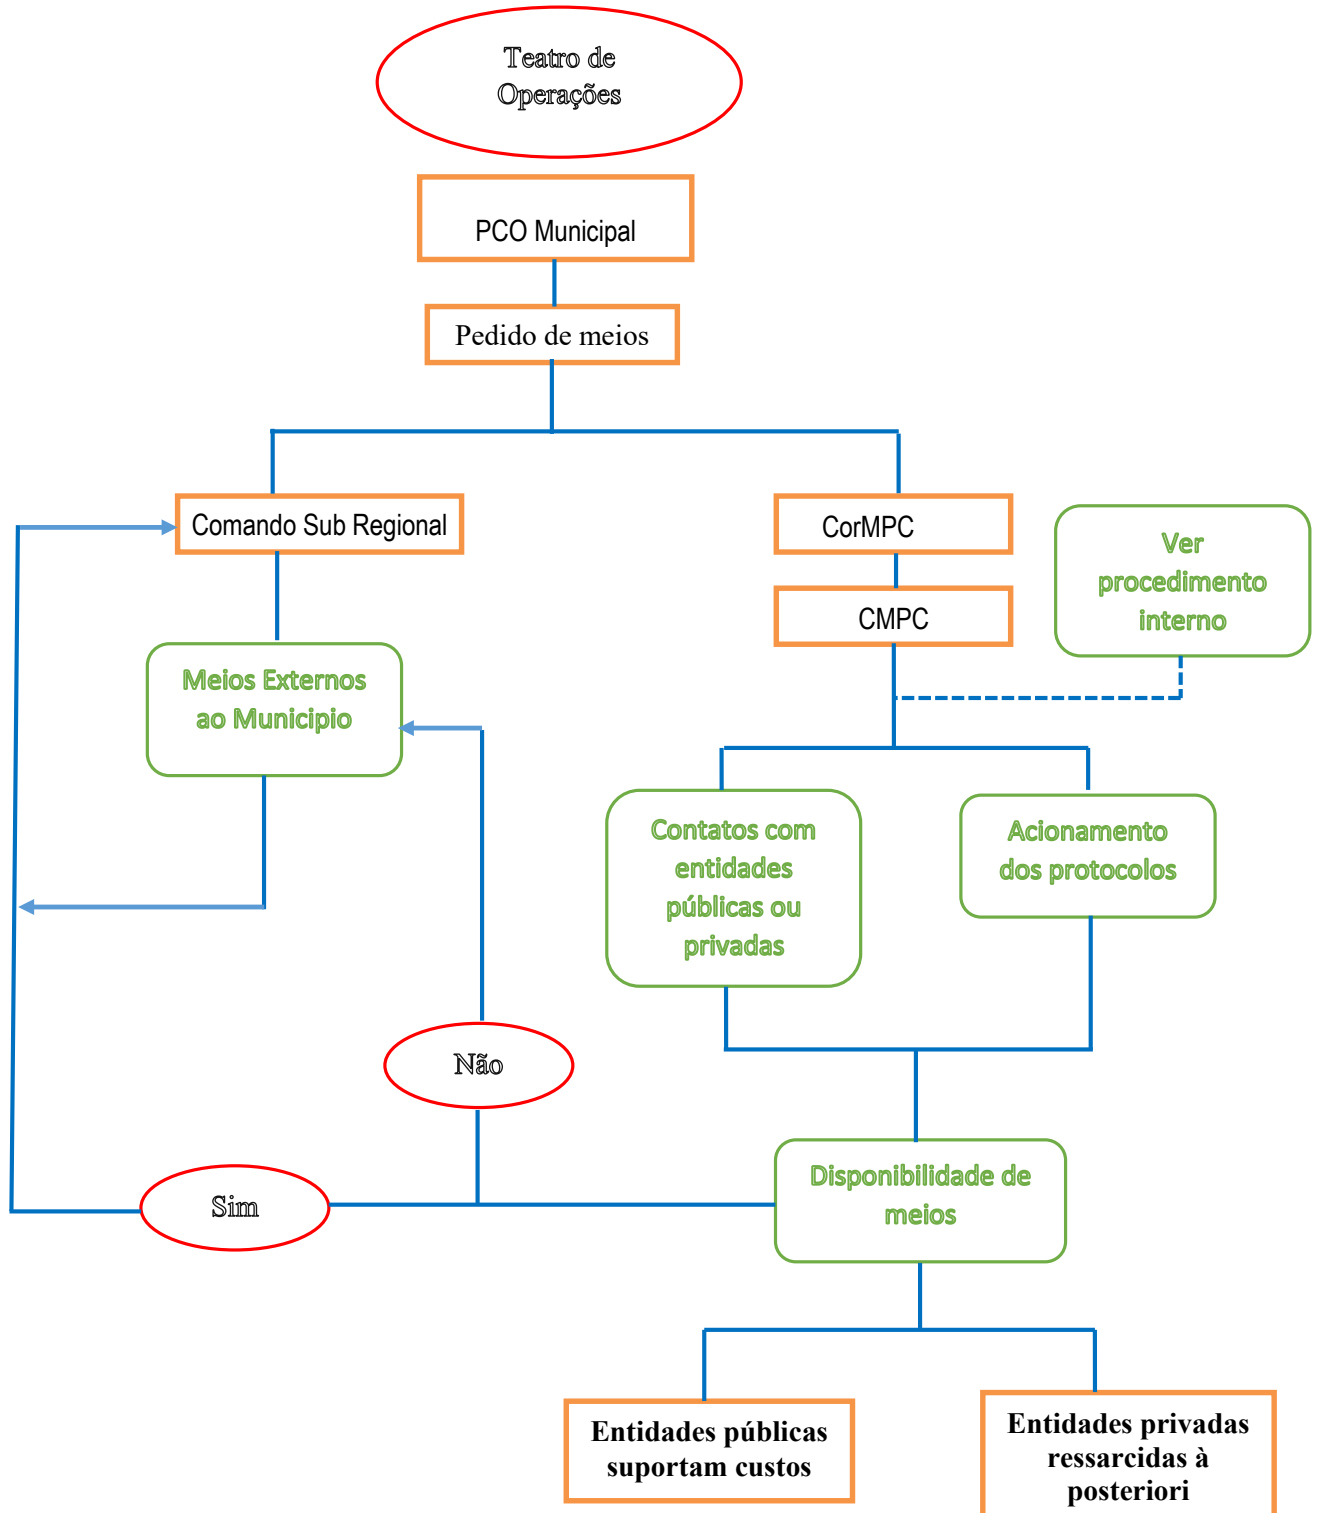 Teatro de
Operações
PCO Municipal
Pedido de meios
Comando Sub Regional
CorMPC
CMPC
Ver
procedimento
interno
Meios Externos
ao Municipio
Contatos com
entidades
públicas ou
privadas
Acionamento
dos protocolos
Não
Sim
Disponibilidade de
meios
Entidades públicas
suportam custos
Entidades privadas
ressarcidas à
posteriori